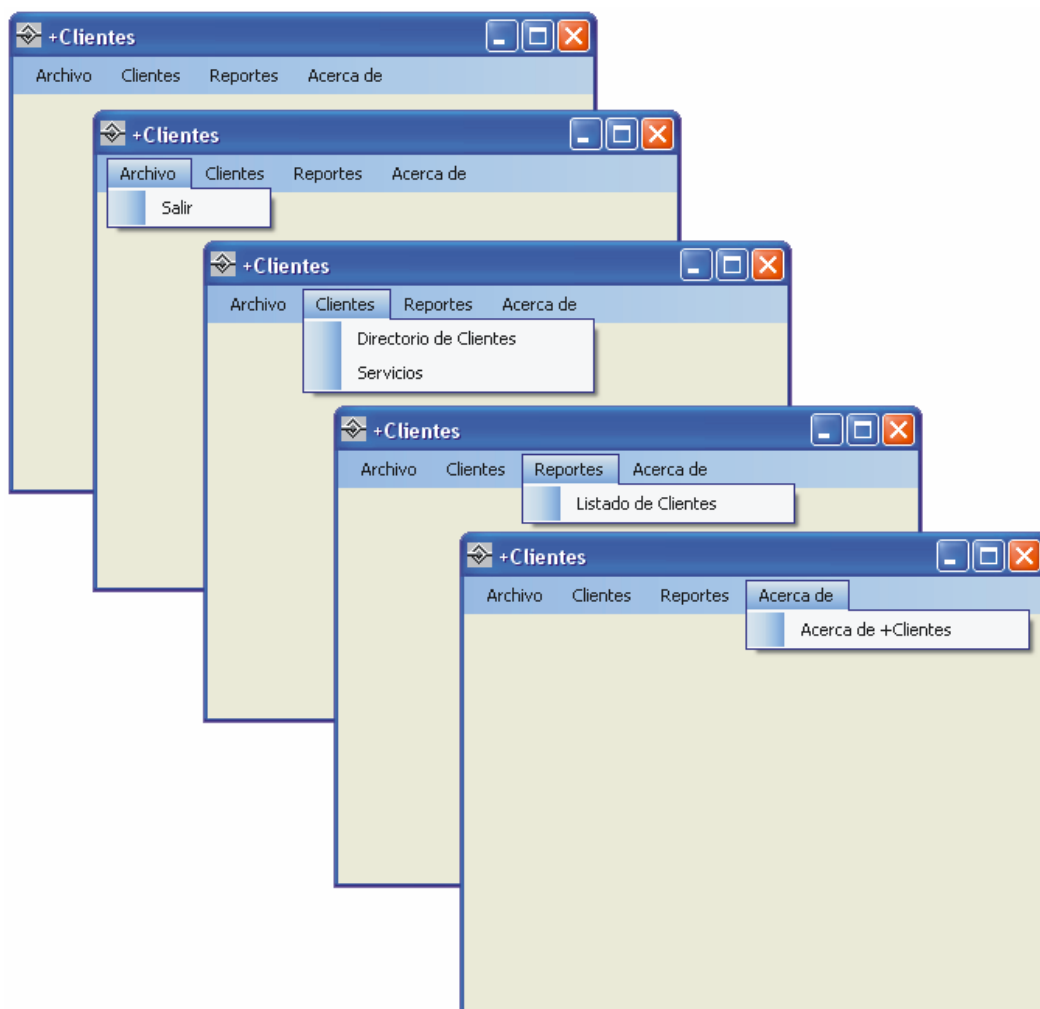 +Clientes
Archivo Clientes Reportes Acerca de
+Clientes
Archivo Clientes Reportes Acerca de
Salir
+Clientes
Archivo Clientes Reportes Acerca de
Directorio de Clientes
Servicios
+Clientes
Archivo Clientes Reportes Acerca de
Listado de Clientes
+Clientes
Archivo Clientes Reportes Acerca de
Acerca de +Clientes